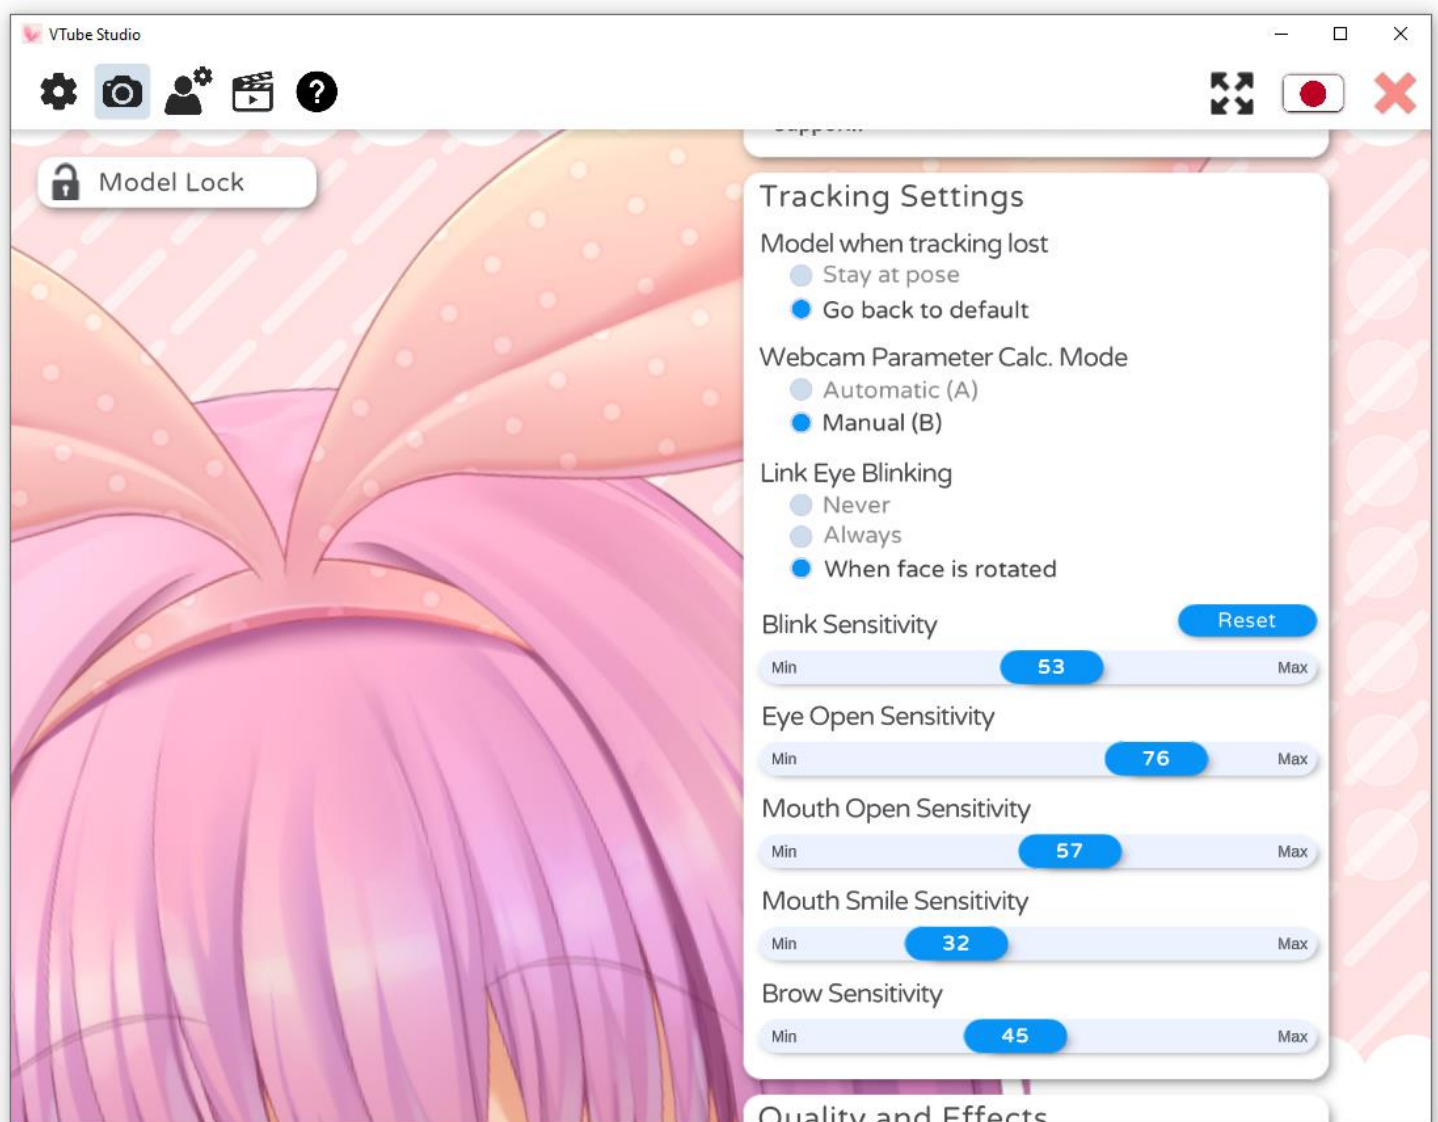 VTube Studio
Model Lock
Tracking Settings
Model when tracking lost
Stay at pose
Go back to default
Webcam Parameter Calc. Mode
Automatic (A)
Manual (B)
Link Eye Blinking
Never
Always
When face is rotated
Blink Sensitivity
Reset
Min 53 Max
Eye Open Sensitivity
Min 76 Max
Mouth Open Sensitivity
Min 57 Max
Mouth Smile Sensitivity
Min 32 Max
Brow Sensitivity
Min 45 Max
Quality and Effects